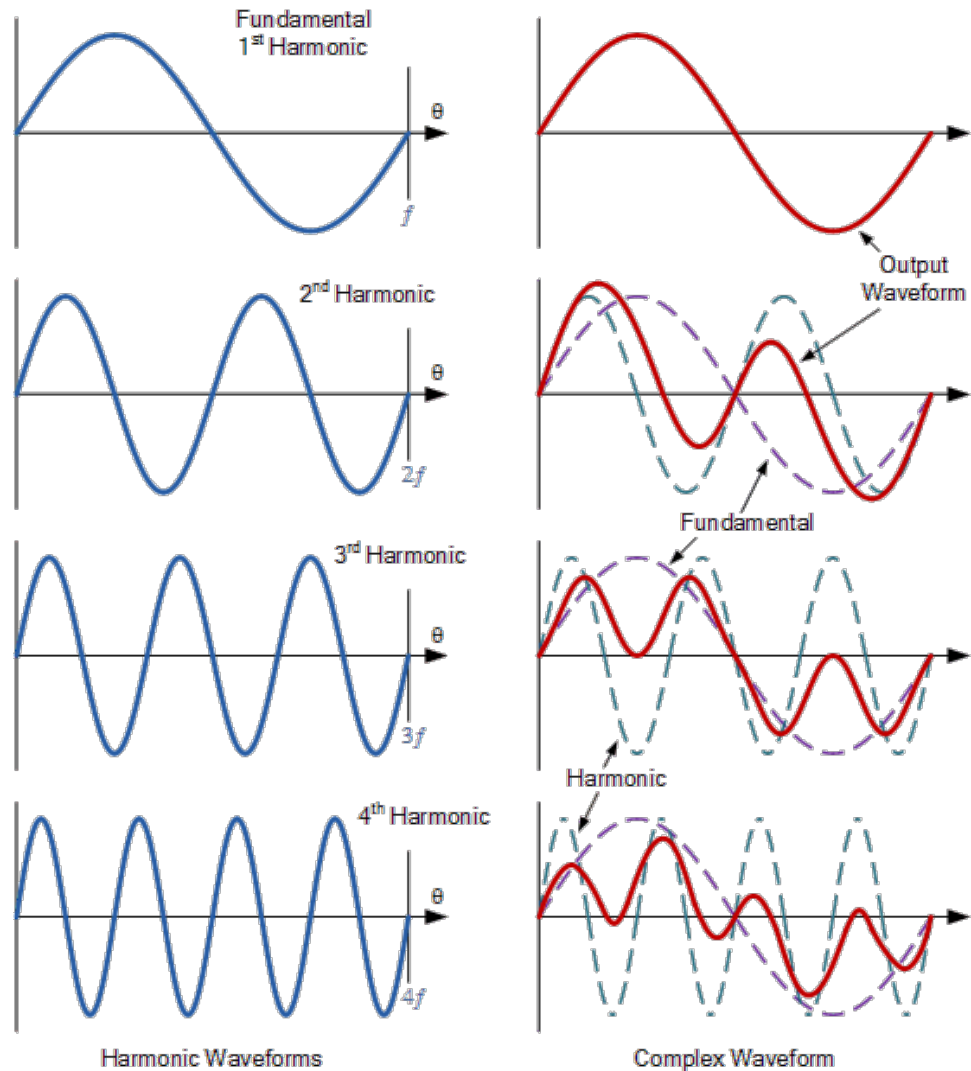 Fundamental
1st Harmonic
θ
f
Output
Waveform
2nd Harmonic
θ
2f
Fundamental
3rd Harmonic
θ
3f
Harmonic
4th Harmonic
θ
4f
Harmonic Waveforms
Complex Waveform